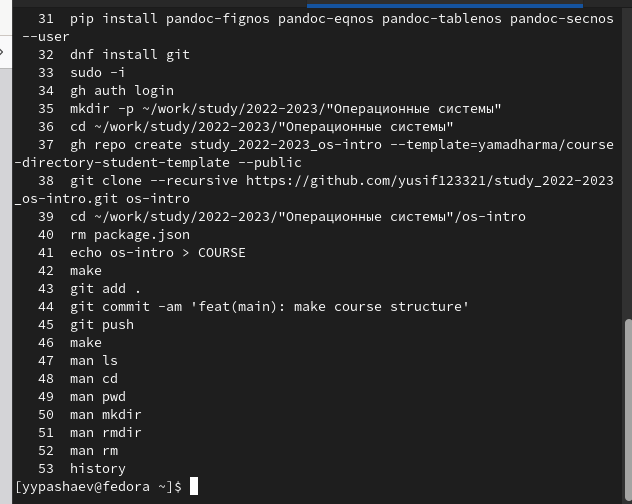 31  pip install pandoc-fignos pandoc-eqnos pandoc-tablenos pandoc-secnos
--user
32  dnf install git
33  sudo -i
34  gh auth login
35  mkdir -p ~/work/study/2022-2023/"Операционные системы"
36  cd ~/work/study/2022-2023/"Операционные системы"
37  gh repo create study_2022-2023_os-intro --template=yamadharma/course
-directory-student-template --public
38  git clone --recursive https://github.com/yusif123321/study_2022-2023
_os-intro.git os-intro
39  cd ~/work/study/2022-2023/"Операционные системы"/os-intro
40  rm package.json
41  echo os-intro > COURSE
42  make
43  git add .
44  git commit -am 'feat(main): make course structure'
45  git push
46  make
47  man ls
48  man cd
49  man pwd
50  man mkdir
51  man rmdir
52  man rm
53  history
[yypashaev@fedora ~]$